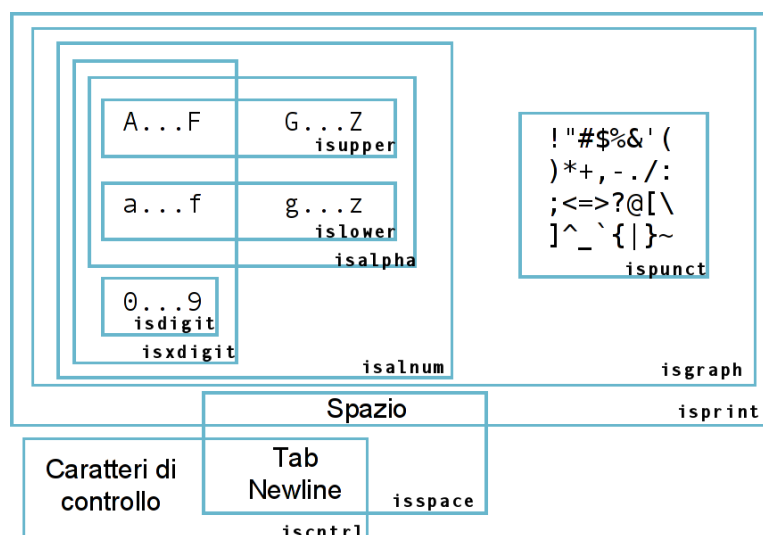 A...F G...Z
isupper
a...f g...z
islower
isalpha
0...9
isdigit
isxdigit
isalnum
!"#$%&'(
)*+,-./:
;<=>?@[\
]^_`{|}~
ispunct
isgraph
isprint
Spazio
Caratteri di
controllo
Tab
Newline
isspace
iscntrl